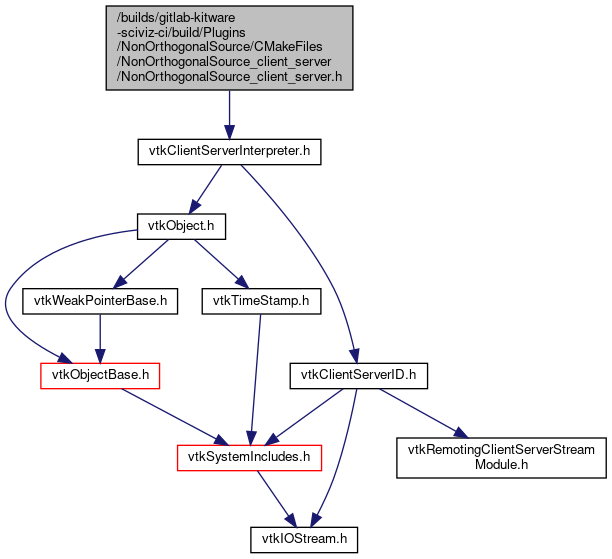 /builds/gitlab-kitware
-sciviz-ci/build/Plugins
/NonOrthogonalSource/CMakeFiles
/NonOrthogonalSource_client_server
/NonOrthogonalSource_client_server.h
vtkClientServerInterpreter.h
vtkObject.h
vtkWeakPointerBase.h
vtkTimeStamp.h
vtkObjectBase.h
vtkClientServerID.h
vtkSystemIncludes.h
vtkRemotingClientServerStream
Module.h
vtkIOStream.h